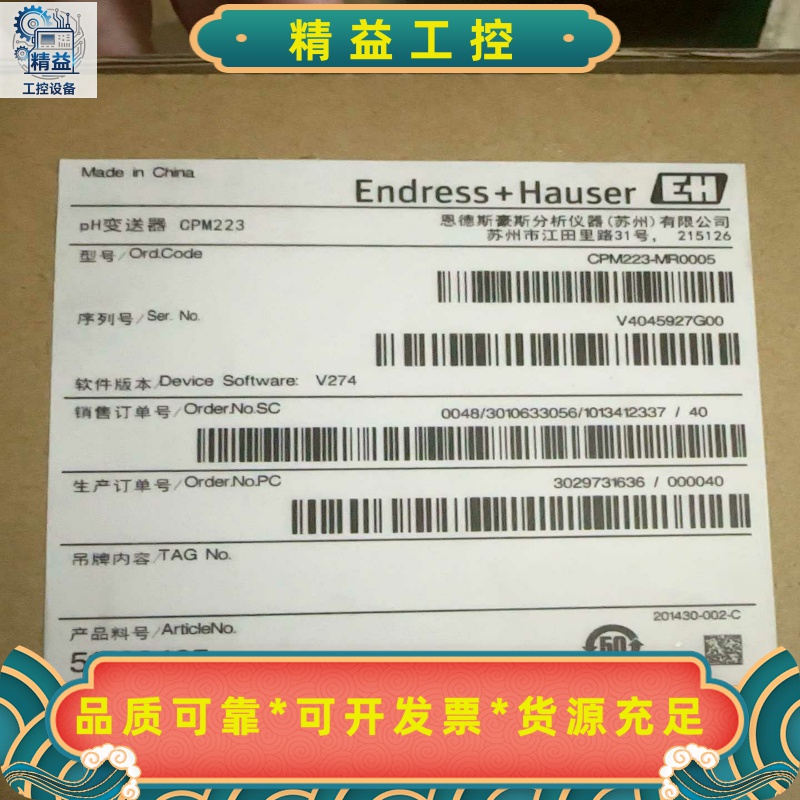 精益工控
精益
工控设备
Made in China
Endress+Hauser EH
pH变送器 CPM223
恩德斯豪斯分析仪器(苏州)有限公司
苏州市江田里路31号, 215126
型号/Ord.Code
CPM223-MR0005
序列号/Ser. No.
V4045927G00
软件版本/Device Software: V274
销售订单号/Order.No.SC
0048/3010633056/1013412337 / 40
生产订单号/Order.No.PC
3029731636 / 000040
吊牌内容/TAG No.
201430-002-C
产品料号/ArticleNo.
50
品质可靠*可开发票*货源充足